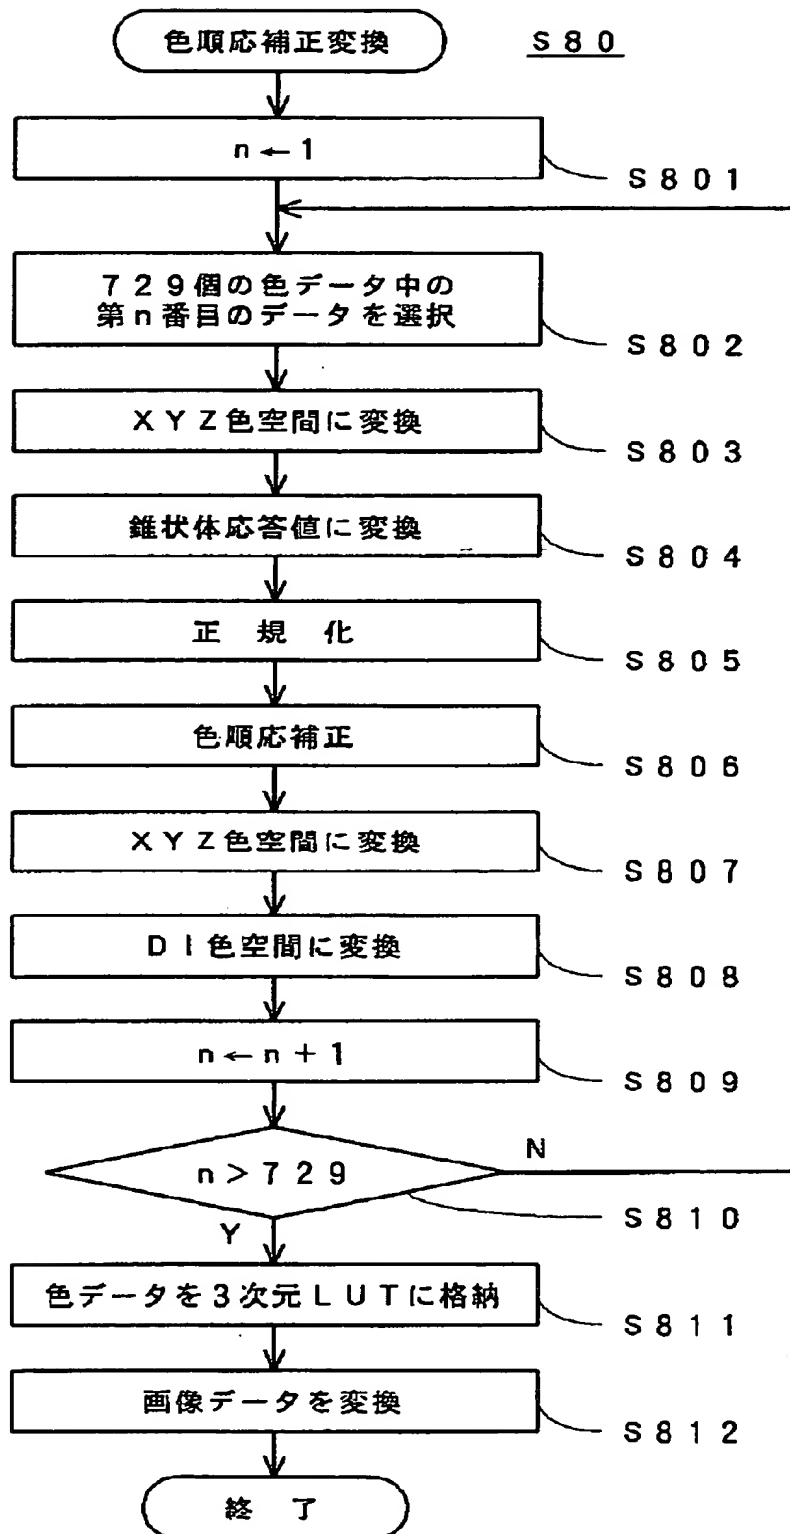 色順応補正変換
S80
n←1
S801
729個の色データ中の
第n番目のデータを選択
S802
XYZ色空間に変換
S803
錐状体応答値に変換
S804
正 規 化
S805
色順応補正
S806
XYZ色空間に変換
S807
DI色空間に変換
S808
n←n+1
S809
n>729
N
S810
Y
色データを3次元LUTに格納
S811
画像データを変換
S812
終 了